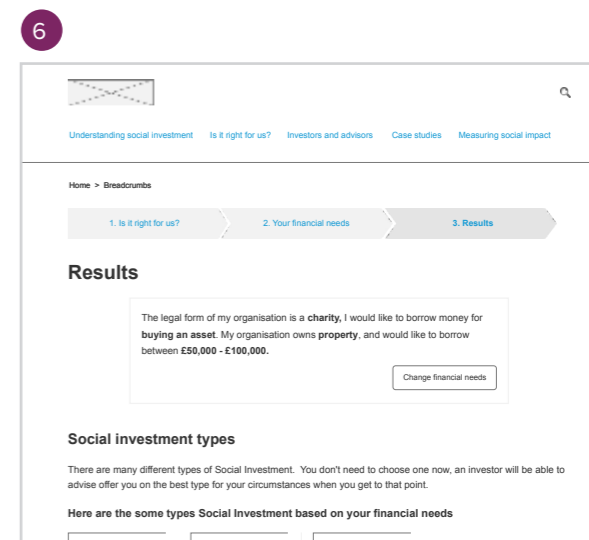 6
Understanding social investment Is it right for us? Investors and advisors Case studies Measuring social impact
Home > Breadcrumbs
1. Is it right for us? 2. Your financial needs 3. Results
Results
The legal form of my organisation is a charity, I would like to borrow money for
buying an asset. My organisation owns property, and would like to borrow
between £50,000 - £100,000.
Change financial needs
Social investment types
There are many different types of Social Investment. You don't need to choose one now, an investor will be able to
advise offer you on the best type for your circumstances when you get to that point.
Here are the some types Social Investment based on your financial needs